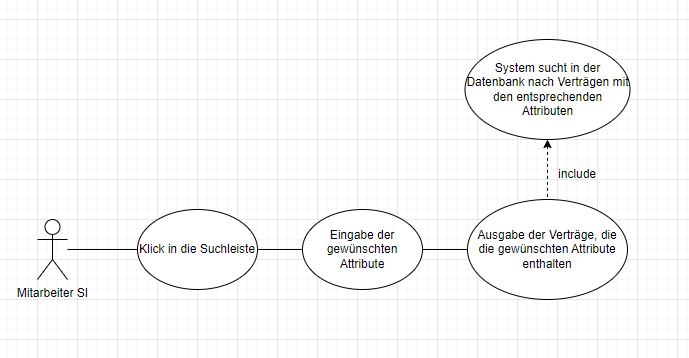 System sucht in der
Datenbank nach Verträgen mit
den entsprechenden
Attributen
include
Mitarbeiter SI
Klick in die Suchleiste
Eingabe der
gewünschten
Attribute
Ausgabe der Verträge, die
die gewünschten Attribute
enthalten